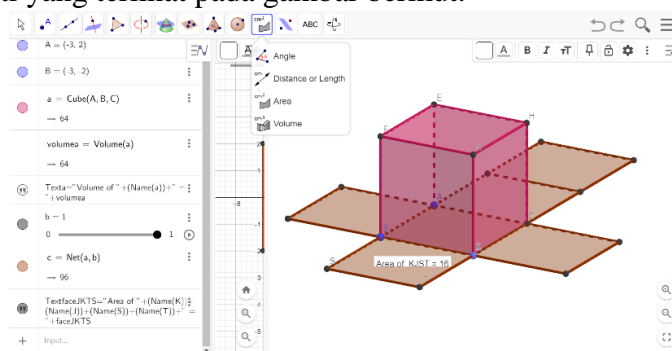 yang terlihat pada gambar berikut.
ABC
A = (-3, 2)
B = (-3, -2)
a = Cube(A, B, C)
→ 64
volumea = Volume(a)
→ 64
Texta="Volume of " +(Name(a))+" =
"+volumea
b = 1
0
1
c = Net(a, b)
→ 96
TextfaceJKTS="Area of "+(Name(K))+
(Name(J))+(Name(S))+(Name(T))+" =
"+faceJKTS
Input...
Angle
Distance or Length
Area
Volume
A B I
E
H
F
A
S
Area of KJST = 16
-8
-1
2
3
-5